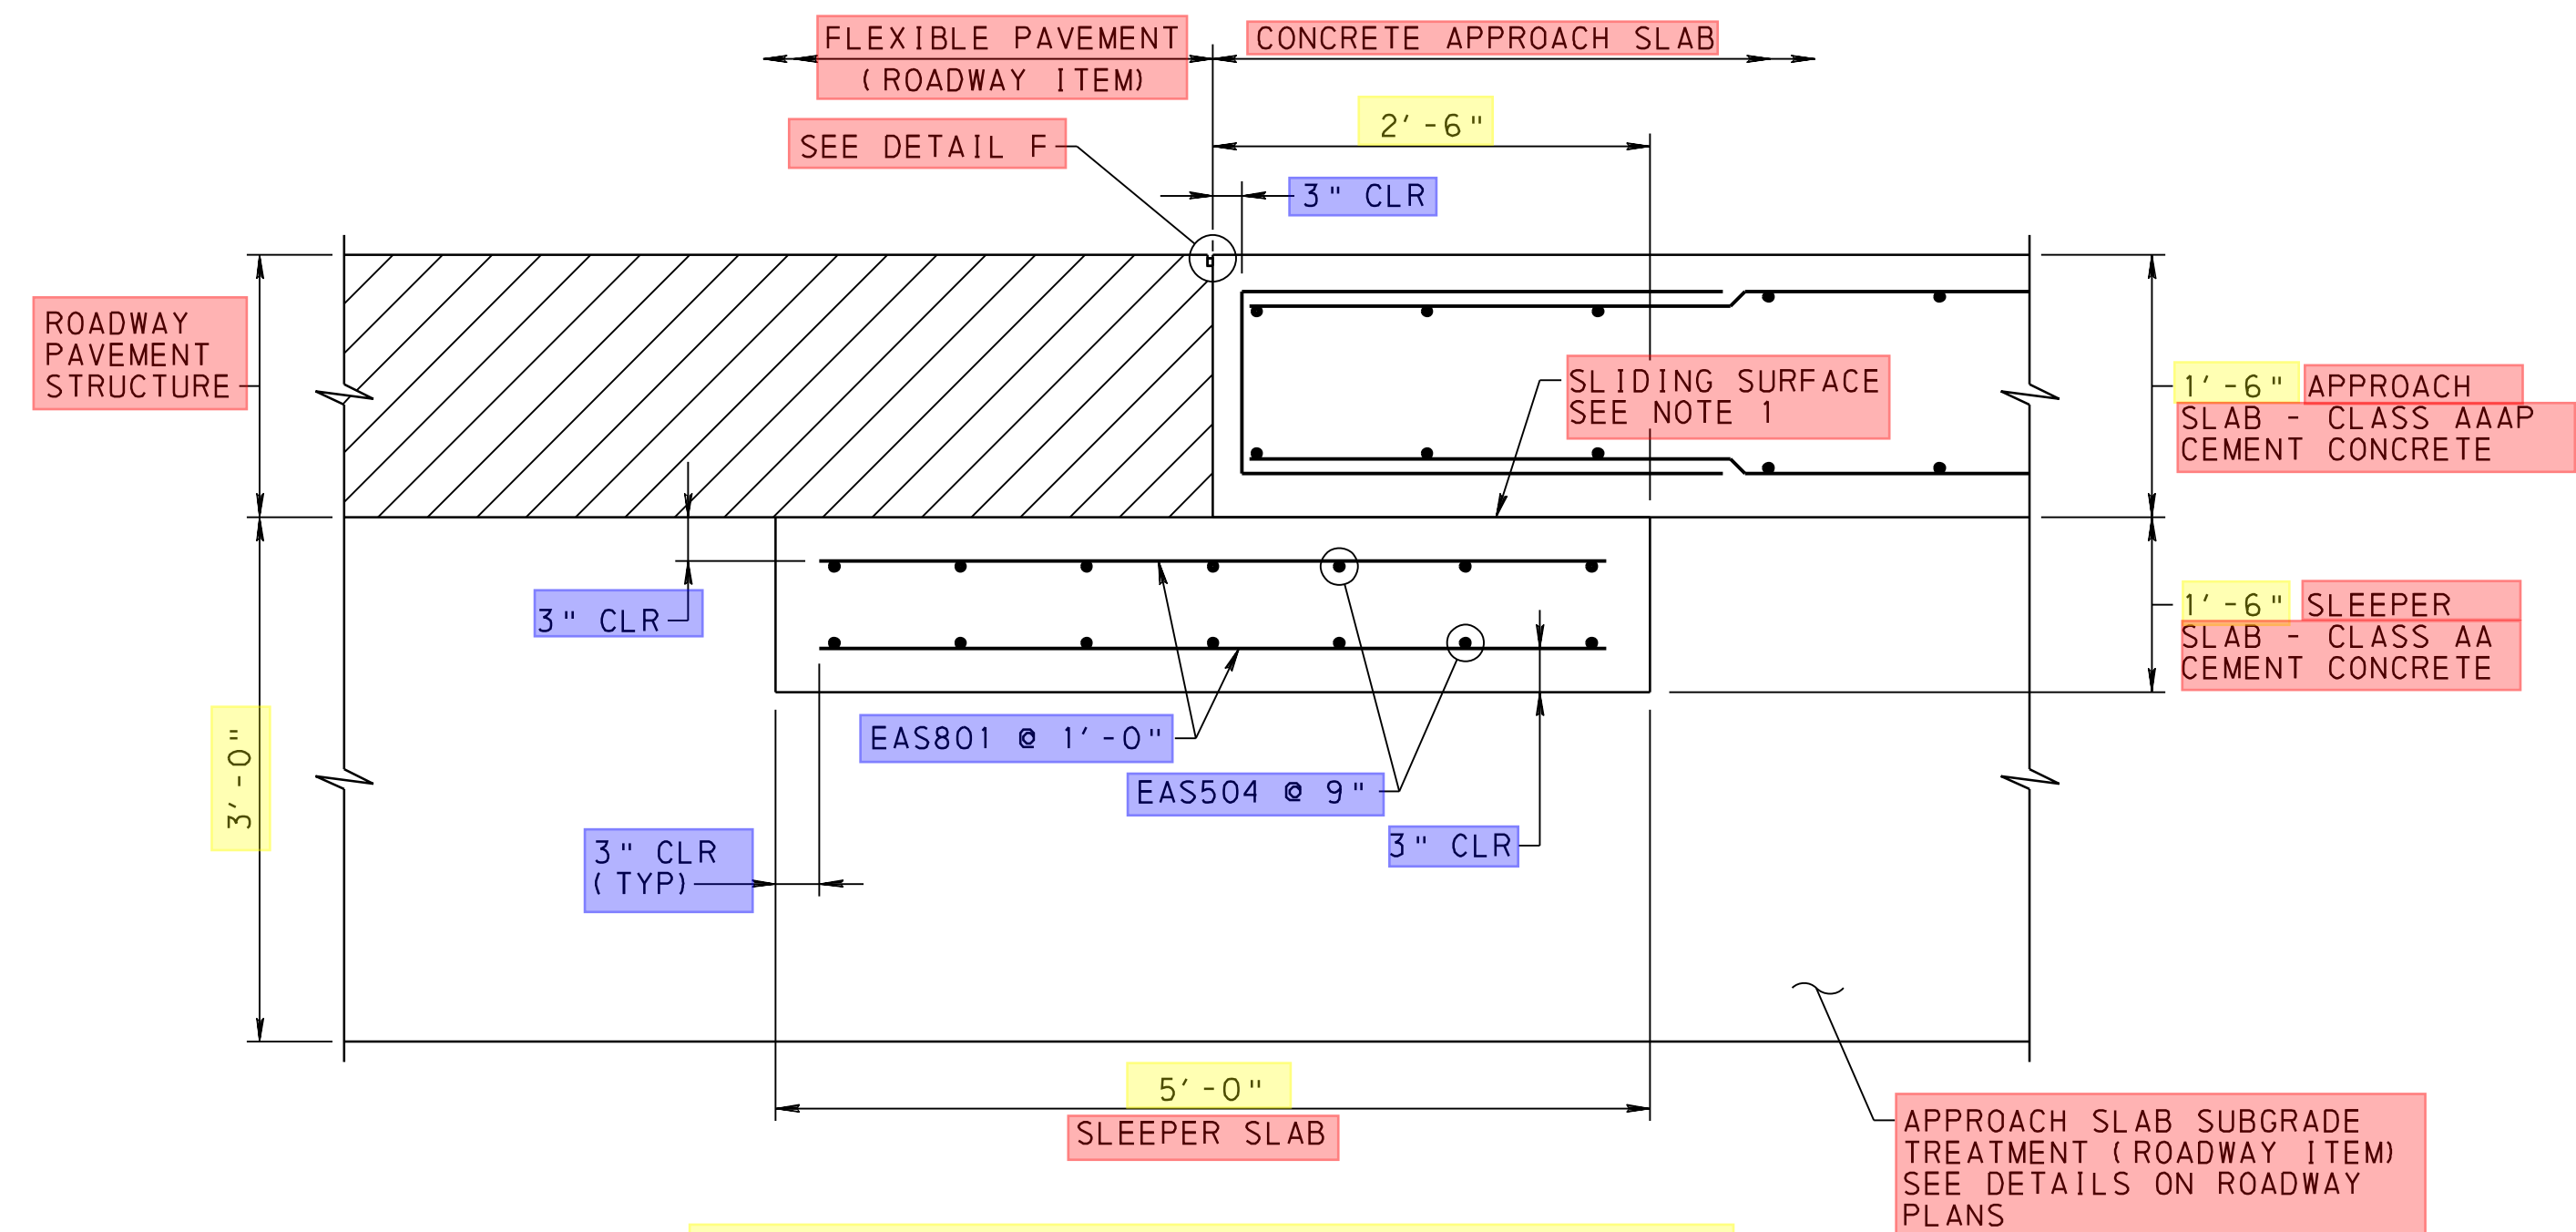 FLEXIBLE PAVEMENT
(ROADWAY ITEM)
CONCRETE APPROACH SLAB
2'-6"
SEE DETAIL F
3" CLR
ROADWAY
PAVEMENT
STRUCTURE
SLIDING SURFACE
SEE NOTE 1
1'-6" APPROACH
SLAB - CLASS AAAP
CEMENT CONCRETE
3" CLR
1'-6" SLEEPER
SLAB - CLASS AA
CEMENT CONCRETE
3'-0"
EAS801 @ 1'-0"
EAS504 @ 9"
3" CLR
(TYP)
3" CLR
5'-0"
SLEEPER SLAB
APPROACH SLAB SUBGRADE
TREATMENT (ROADWAY ITEM)
SEE DETAILS ON ROADWAY
PLANS